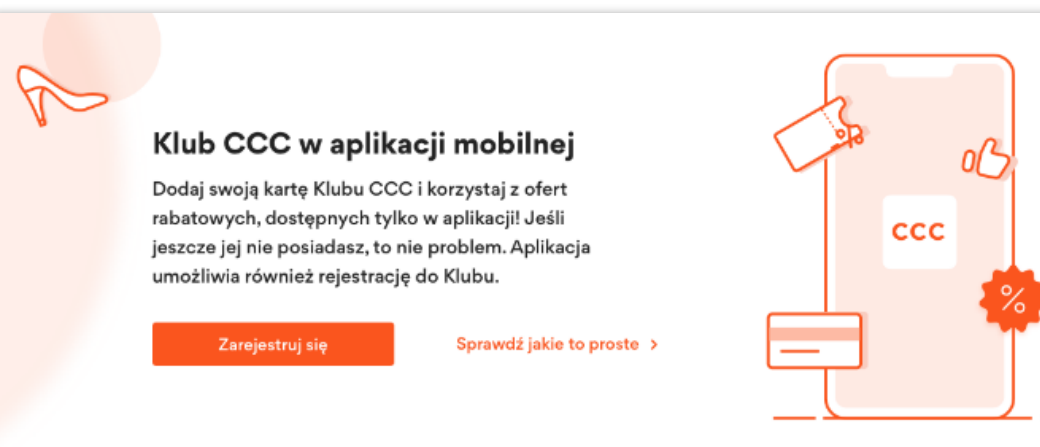 Klub CCC w aplikacji mobilnej
Dodaj swoją kartę Klubu CCC i korzystaj z ofert
rabatowych, dostępnych tylko w aplikacji! Jeśli
jeszcze jej nie posiadasz, to nie problem. Aplikacja
umożliwia również rejestrację do Klubu.
Zarejestruj się
Sprawdź jakie to proste >
%
CCC
%